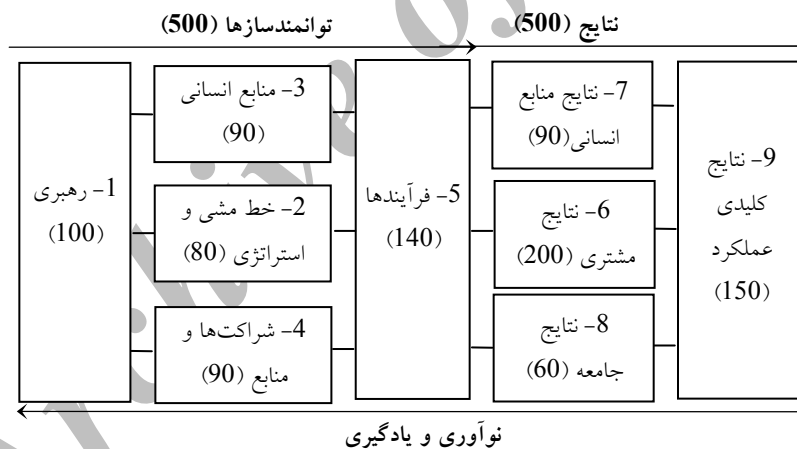 توانمندسازها (500)
نتایج (500)
1- رهبری
(100)
3- منابع انسانی
(90)
2- خط مشی و
استراتژی (80)
4- شراکت‌ها و
منابع (90)
5- فرآیندها
(140)
7- نتایج منابع
انسانی(90)
6- نتایج
مشتری (200)
8- نتایج
جامعه (60)
9- نتایج
کلیدی
عملکرد
(150)
نوآوری و یادگیری
Archive of